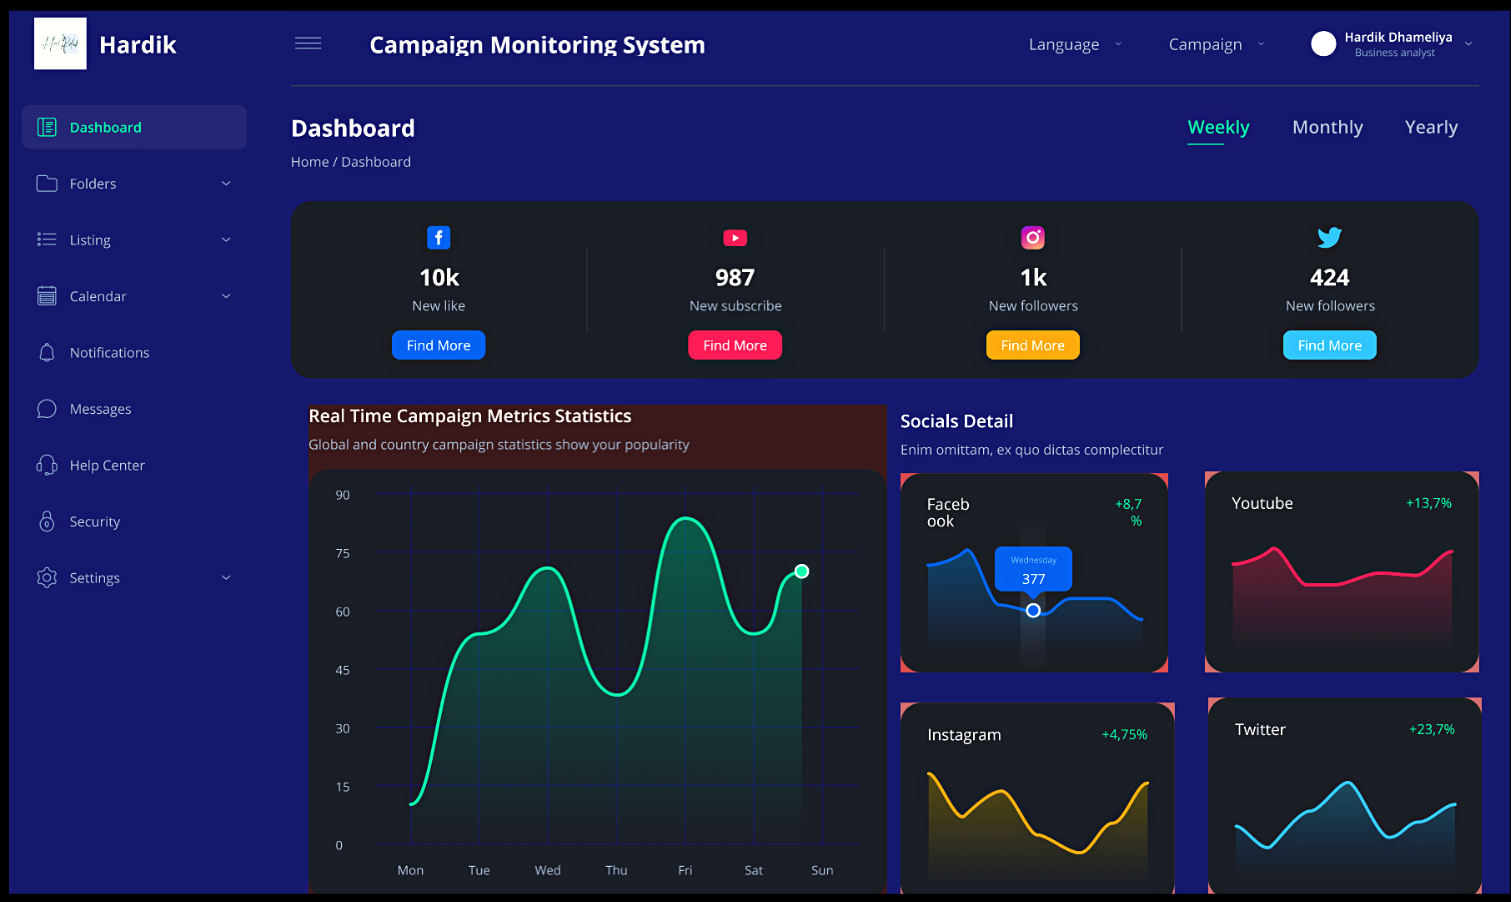 Hardik
Campaign Monitoring System
Language
Campaign
Hardik Dhameliya
Business analyst
Dashboard
Folders
Listing
Calendar
Notifications
Messages
Help Center
Security
Settings
Dashboard
Home / Dashboard
Weekly
Monthly
Yearly
10k
New like
Find More
987
New subscribe
Find More
1k
New followers
Find More
424
New followers
Find More
Real Time Campaign Metrics Statistics
Global and country campaign statistics show your popularity
90
75
60
45
30
15
0
Mon Tue Wed Thu Fri Sat Sun
Socials Detail
Enim omittam, ex quo dictas complectitur
Faceb
ook
+8,7
%
Wednesday
377
Youtube
+13,7%
Instagram
+4,75%
Twitter
+23,7%